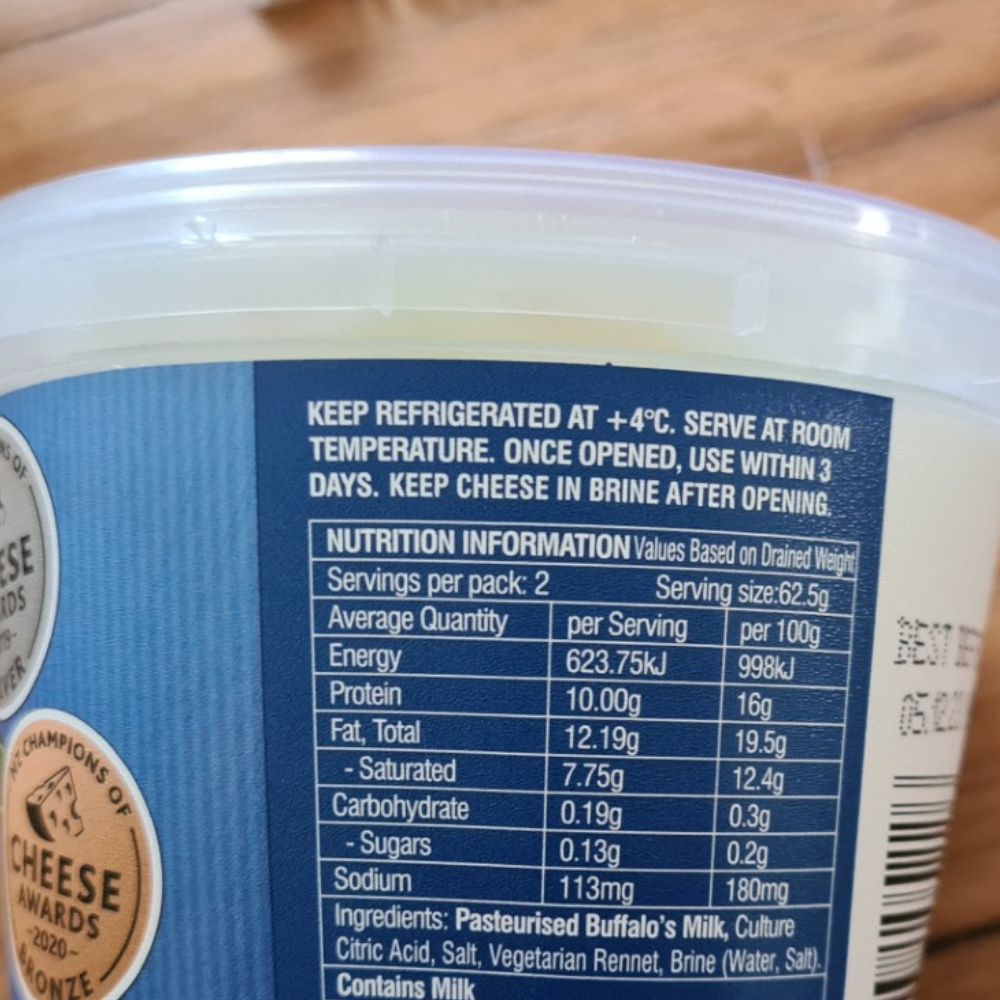 KEEP REFRIGERATED AT +4°C. SERVE AT ROOM
TEMPERATURE. ONCE OPENED, USE WITHIN 3
DAYS. KEEP CHEESE IN BRINE AFTER OPENING.
NUTRITION INFORMATION Values Based on Drained Weight
Servings per pack: 2 Serving size:62.5g
Average Quantity per Serving per 100g
Energy 623.75kJ 998kJ
Protein 10.00g 16g
Fat, Total 12.19g 19.5g
- Saturated 7.75g 12.4g
Carbohydrate 0.19g 0.3g
- Sugars 0.13g 0.2g
Sodium 113mg 180mg
Ingredients: Pasteurised Buffalo's Milk, Culture
Citric Acid, Salt, Vegetarian Rennet, Brine (Water, Salt).
Contains Milk
NZ CHAMPIONS OF
CHEESE
AWARDS
-2020-
BRONZE
BEST